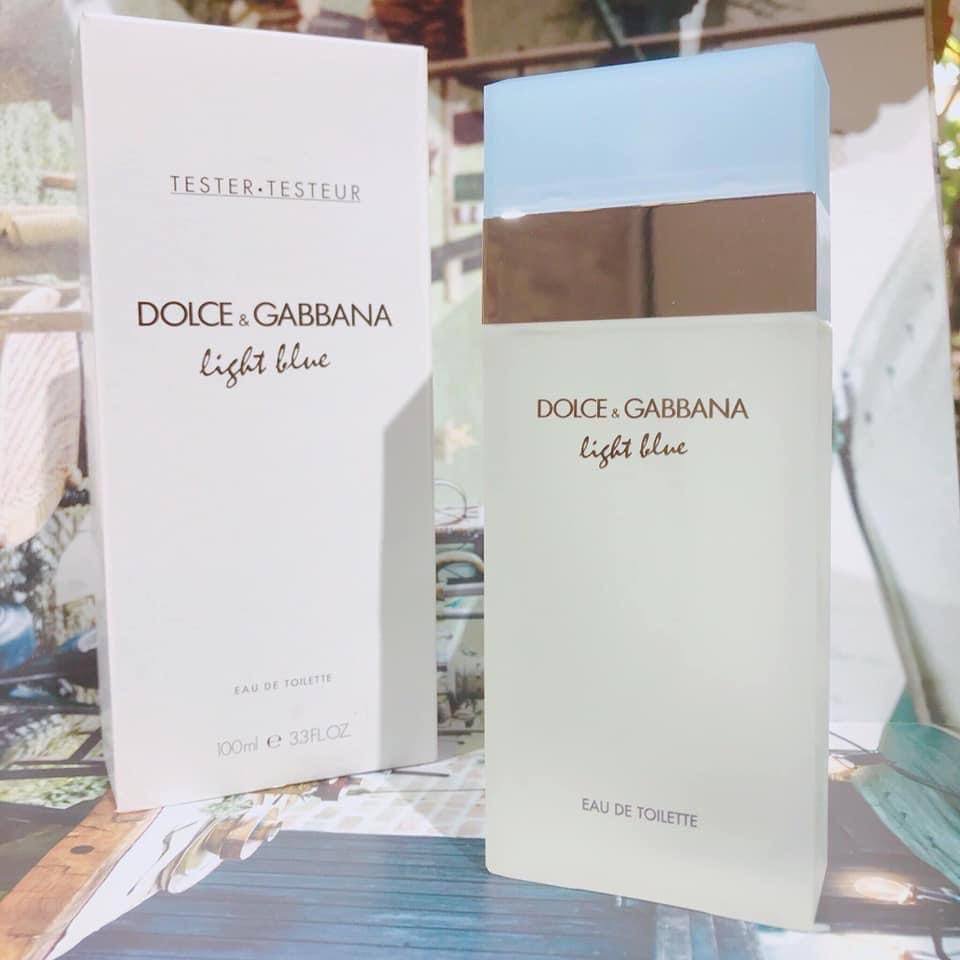 TESTER•TESTEUR
DOLCE & GABBANA
light blue
EAU DE TOILETTE
100ml ℮ 3.3FL.OZ.
DOLCE & GABBANA
light blue
EAU DE TOILETTE